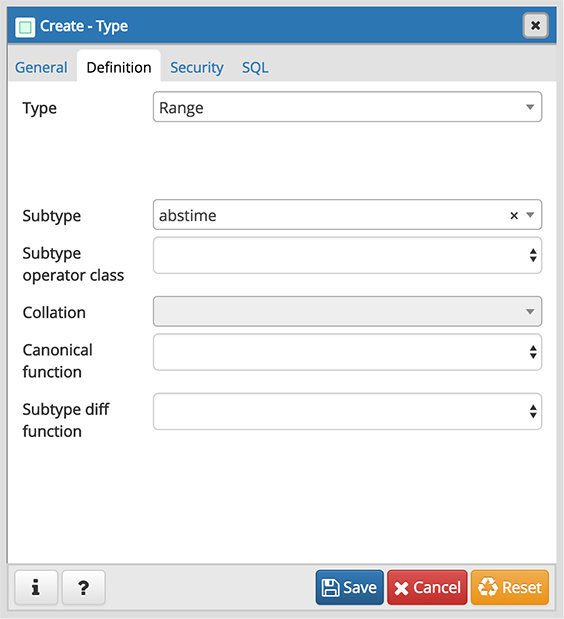 Create - Type
General Definition Security SQL
Type Range
Subtype abstime
Subtype
operator class
Collation
Canonical
function
Subtype diff
function
i ? Save Cancel Reset